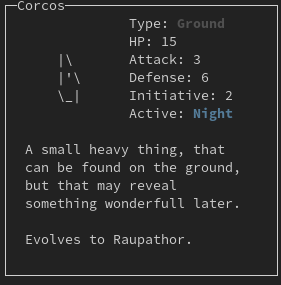 Corcos
Type: Ground
HP: 15
Attack: 3
Defense: 6
Initiative: 2
Active: Night
|\
|'\
\_|
A small heavy thing, that
can be found on the ground,
but that may reveal
something wonderfull later.
Evolves to Raupathor.